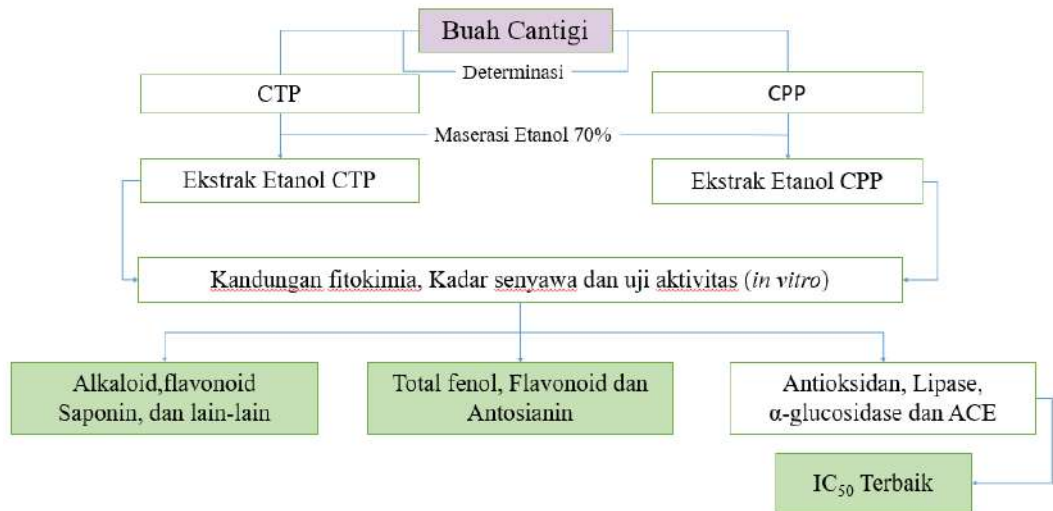 Buah Cantigi
Determinasi
CTP
CPP
Maserasi Etanol 70%
Ekstrak Etanol CTP
Ekstrak Etanol CPP
Kandungan fitokimia, Kadar senyawa dan uji aktivitas (in vitro)
Alkaloid,flavonoid
Saponin, dan lain-lain
Total fenol, Flavonoid dan
Antosianin
Antioksidan, Lipase,
α-glucosidase dan ACE
IC₅₀ Terbaik